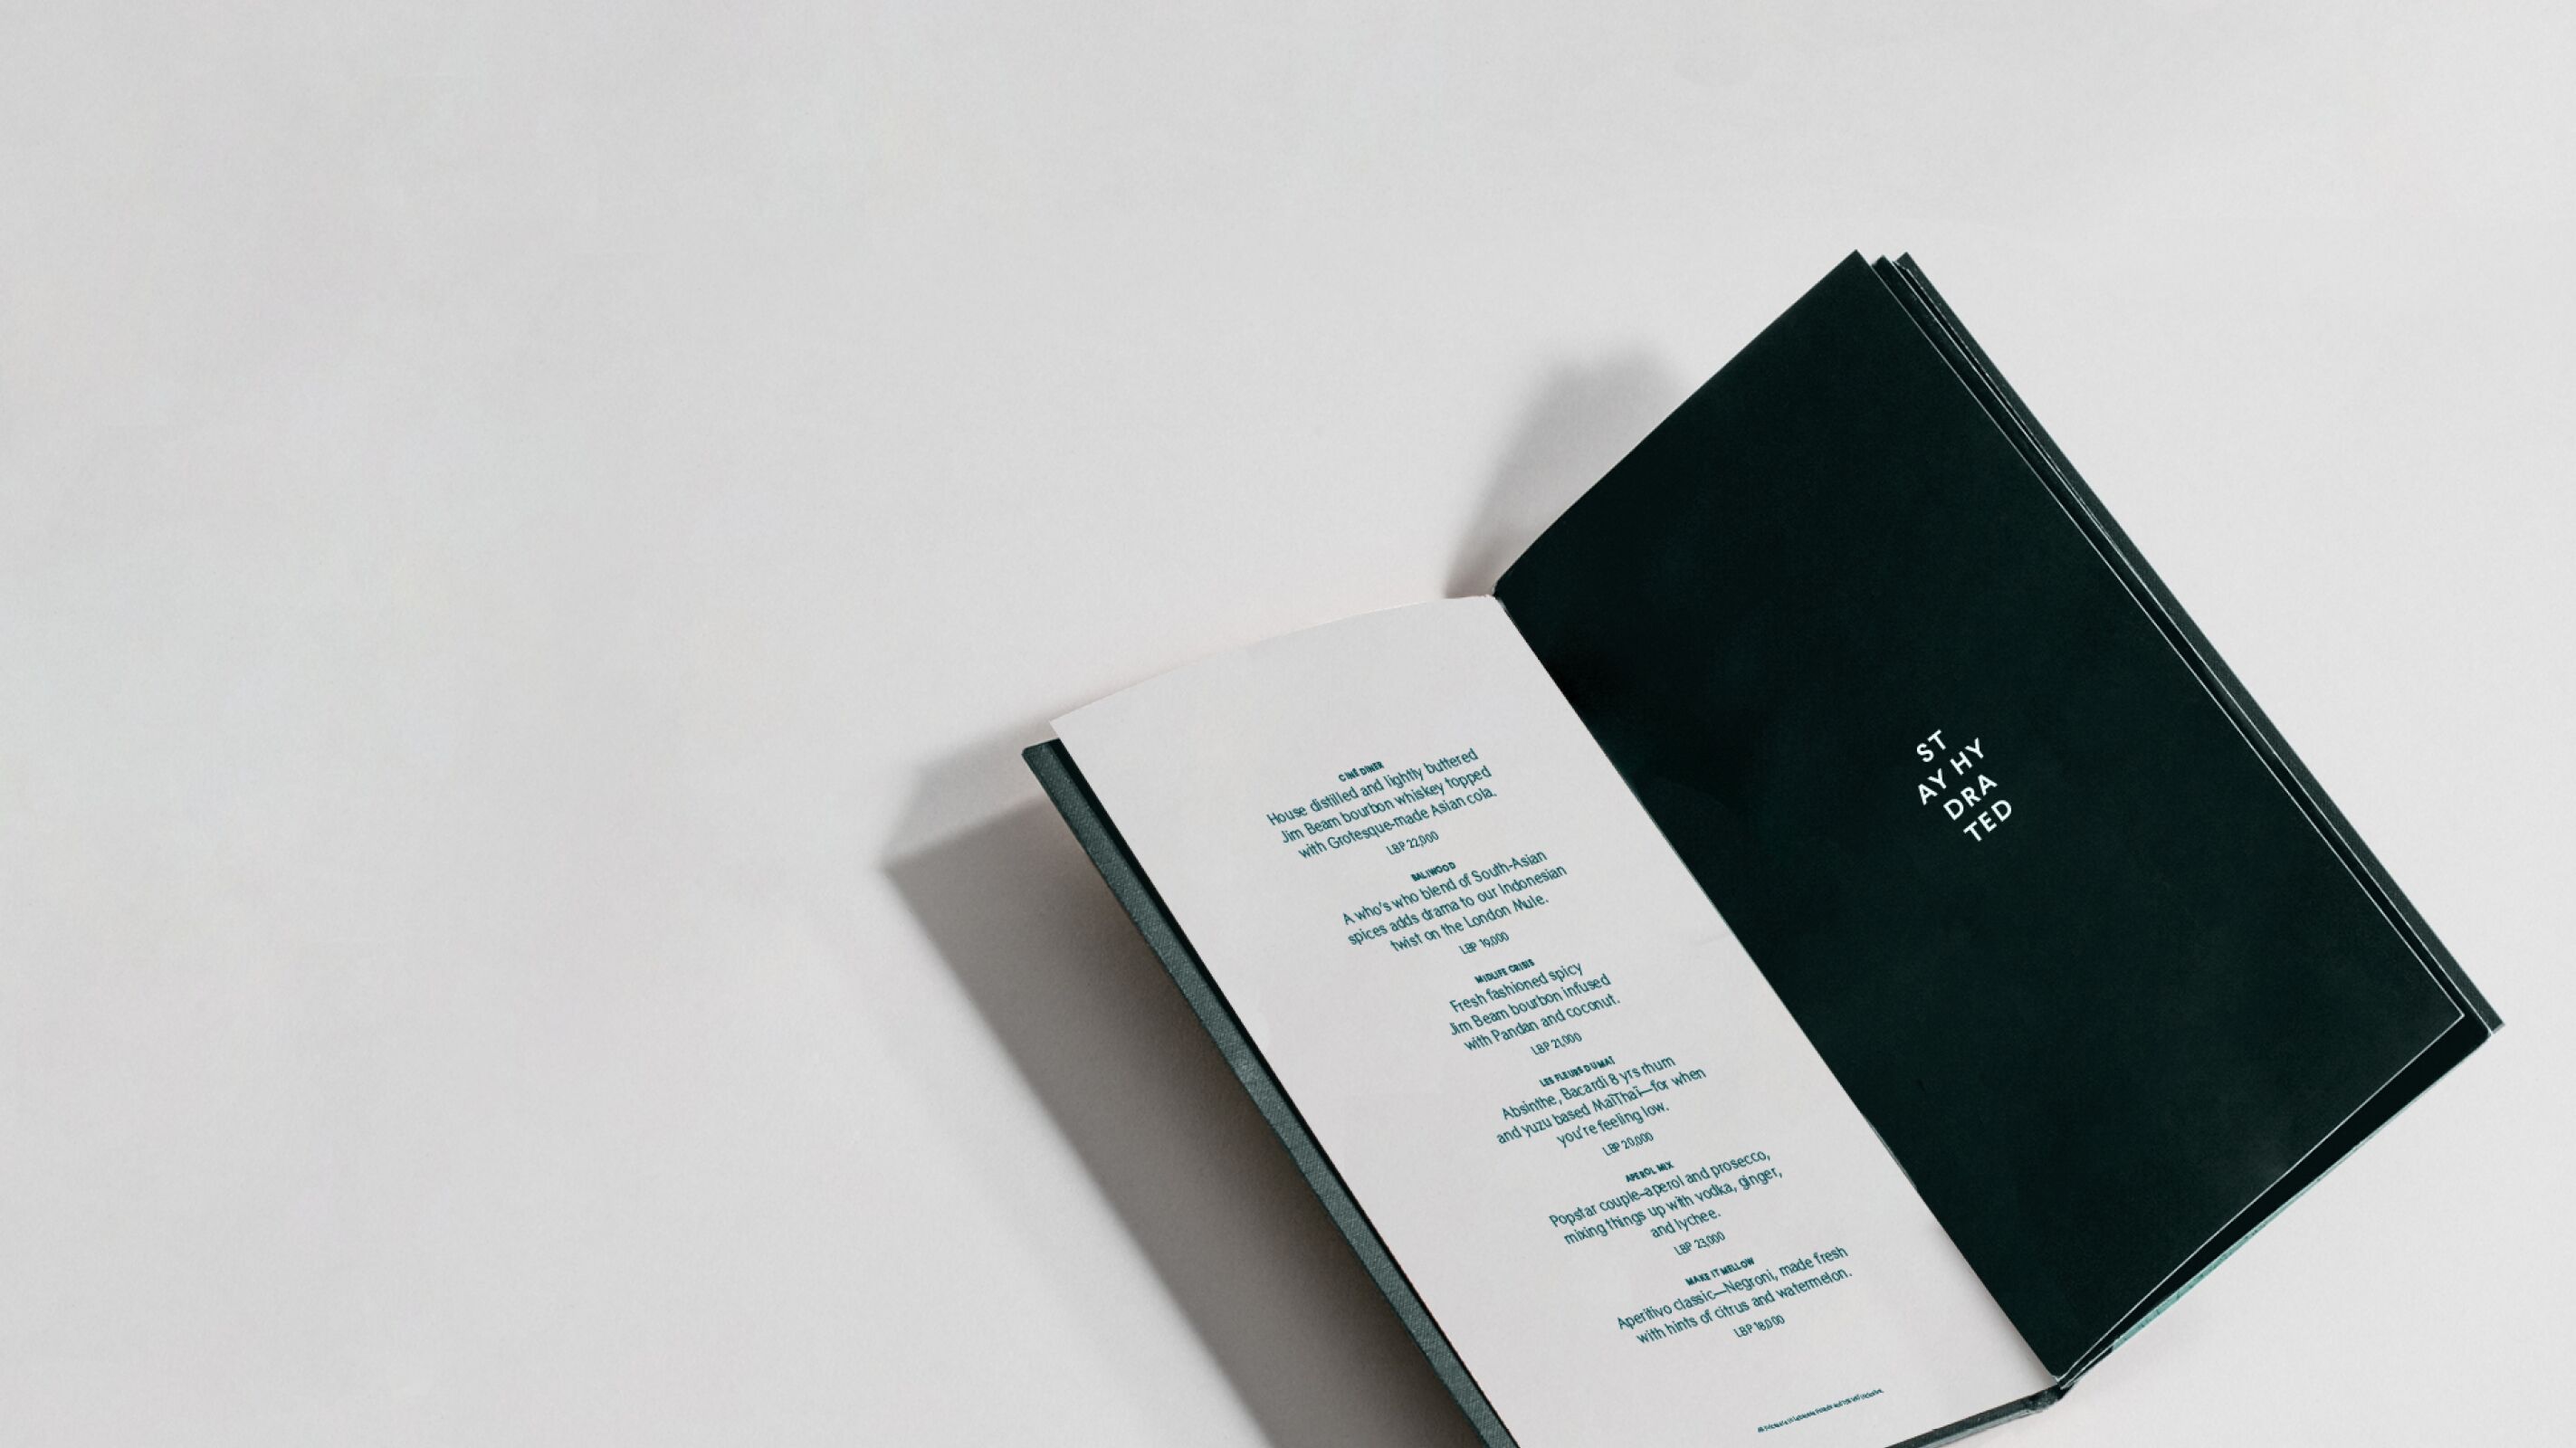 CINÉ DINER
House distilled and lightly buttered
Jim Beam bourbon whiskey topped
with Grotesque-made Asian cola.
LBP 22,000
BALIWOOD
A who's who blend of South-Asian
spices adds drama to our Indonesian
twist on the London Mule.
LBP 19,000
MIDLIFE CRISIS
Fresh fashioned spicy
Jim Beam bourbon infused
with Pandan and coconut.
LBP 21,000
LES FLEURS DU MAÏ
Absinthe, Bacardi 8 yrs rhum
and yuzu based MaïThaï—for when
you're feeling low.
LBP 20,000
APEROL MIX
Popstar couple–aperol and prosecco,
mixing things up with vodka, ginger,
and lychee.
LBP 23,000
MAKE IT MELLOW
Aperitivo classic—Negroni, made fresh
with hints of citrus and watermelon.
LBP 18,000
ST
AY HY
DRA
TED